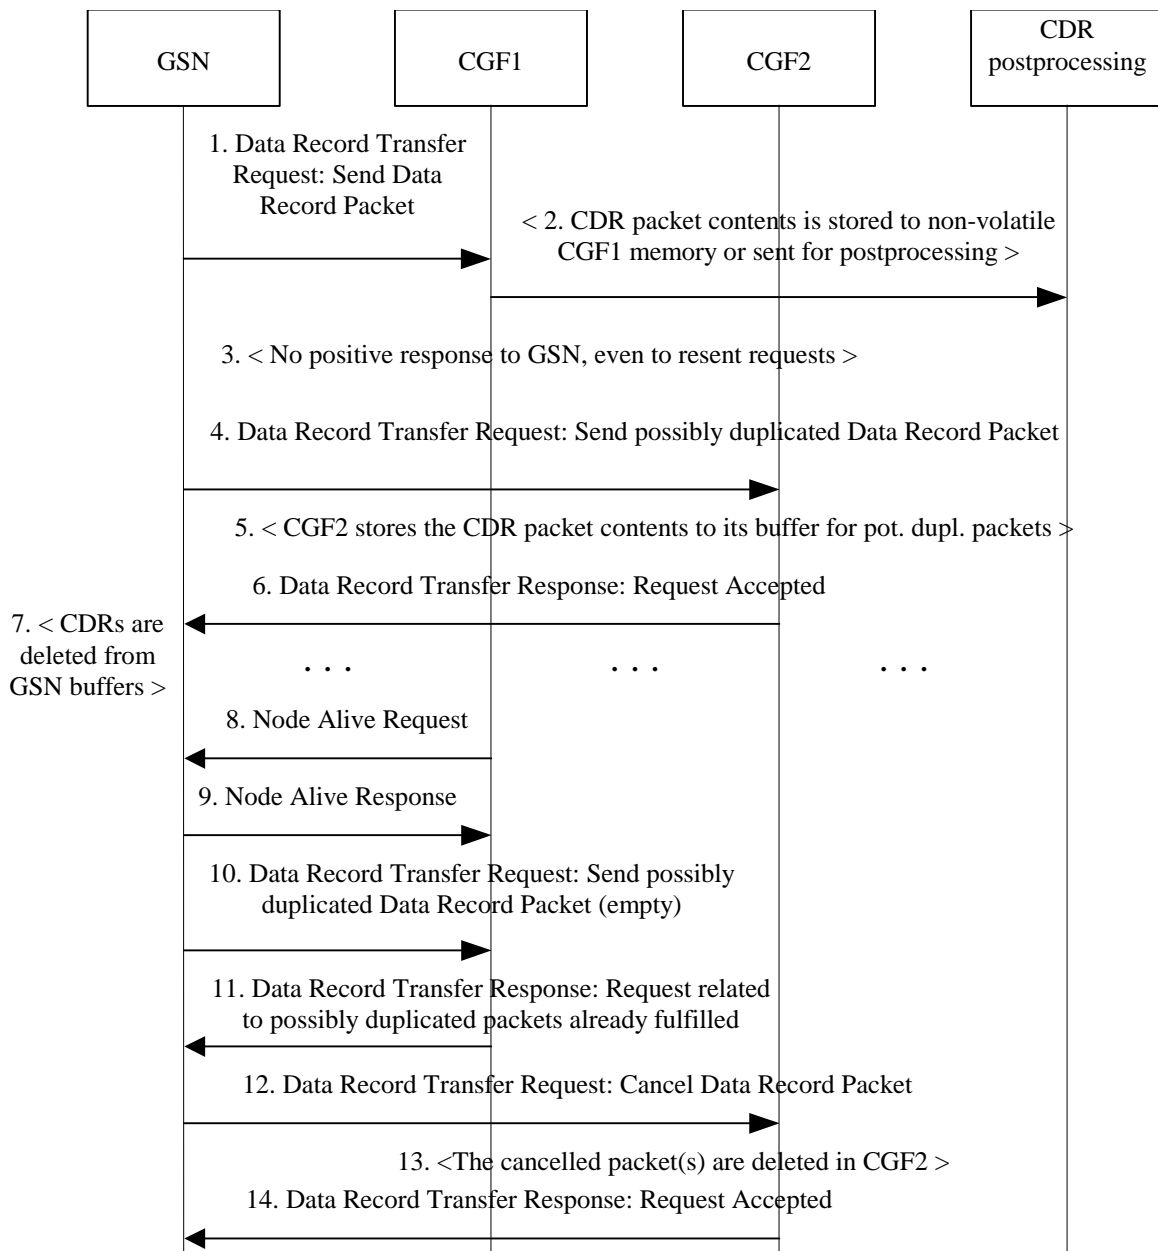 GSN
CGF1
CGF2
CDR
postprocessing
1. Data Record Transfer
Request: Send Data
Record Packet
< 2. CDR packet contents is stored to non-volatile
CGF1 memory or sent for postprocessing >
3. < No positive response to GSN, even to resent requests >
4. Data Record Transfer Request: Send possibly duplicated Data Record Packet
5. < CGF2 stores the CDR packet contents to its buffer for pot. dupl. packets >
6. Data Record Transfer Response: Request Accepted
7. < CDRs are
deleted from
GSN buffers >
. . .
. . .
. . .
8. Node Alive Request
9. Node Alive Response
10. Data Record Transfer Request: Send possibly
duplicated Data Record Packet (empty)
11. Data Record Transfer Response: Request related
to possibly duplicated packets already fulfilled
12. Data Record Transfer Request: Cancel Data Record Packet
13. <The cancelled packet(s) are deleted in CGF2 >
14. Data Record Transfer Response: Request Accepted